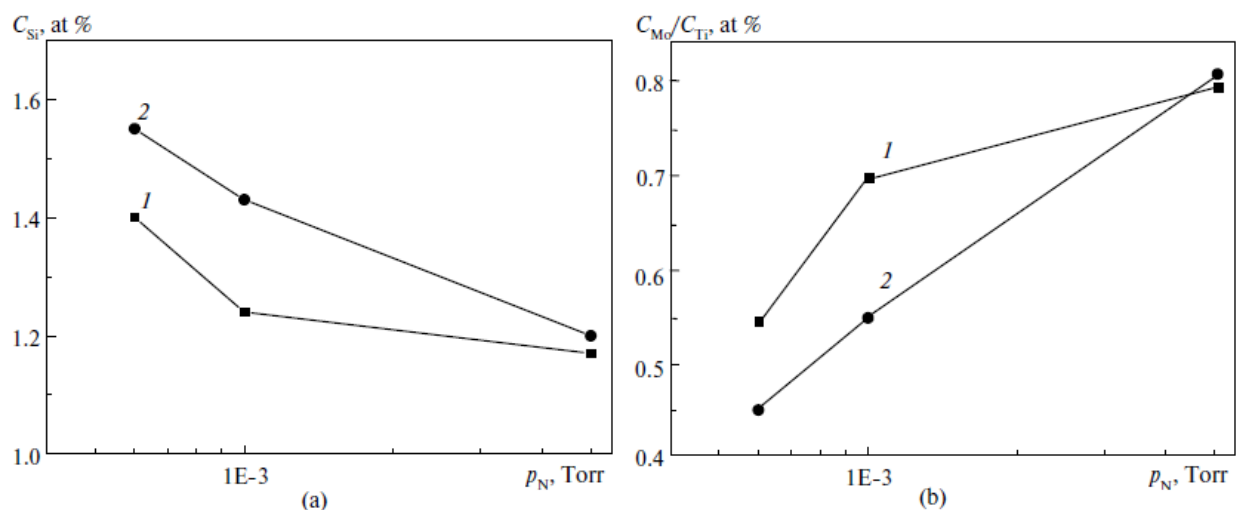 C_Si, at %
1.6
1.4
1.2
1.0
2
1
1E-3
p_N, Torr
(a)
C_Mo/C_Ti, at %
0.8
0.7
0.6
0.5
0.4
1
2
1E-3
p_N, Torr
(b)